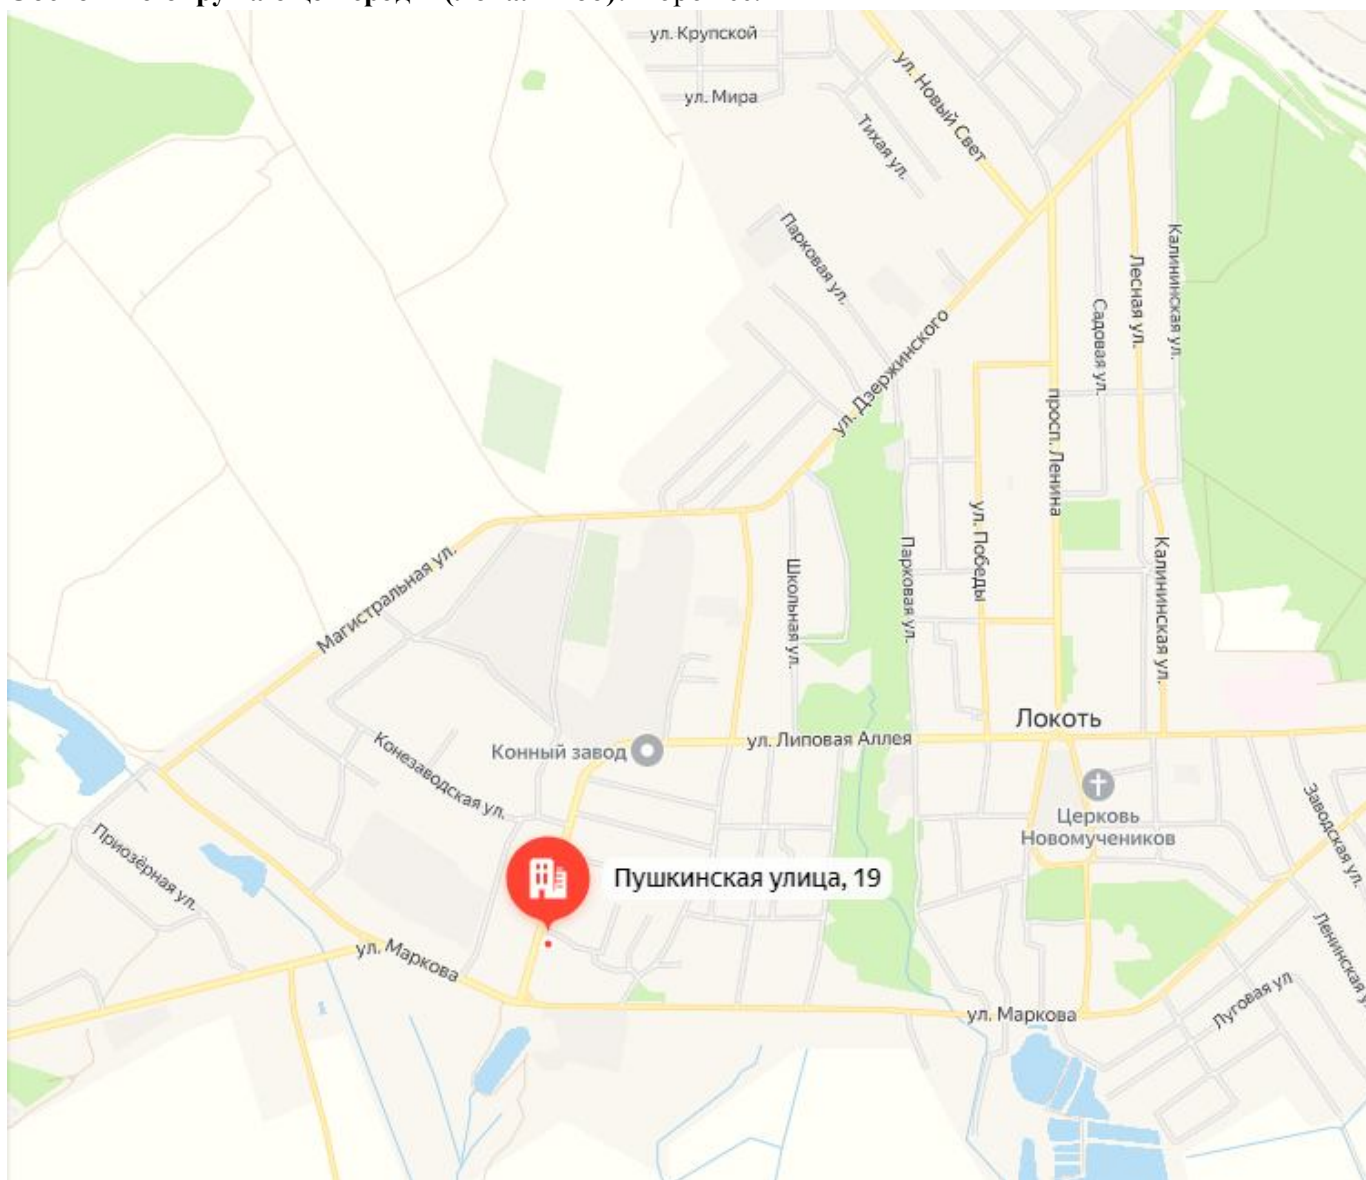 ул. Крупской
ул. Мира
ул. Новый Свет
Тихая ул.
Парковая ул.
Калининская ул.
Лесная ул.
Садовая ул.
ул. Дзержинского
просп. Ленина
ул. Победы
Парковая ул.
Школьная ул.
Калининская ул.
Магистральная ул.
Локоть
ул. Липовая Аллея
Конный завод
Конезаводская ул.
Церковь
Новомучеников
Заводская ул.
Приозёрная ул.
Пушкинская улица, 19
ул. Маркова
Ленинская у
Луговая ул
ул. Маркова